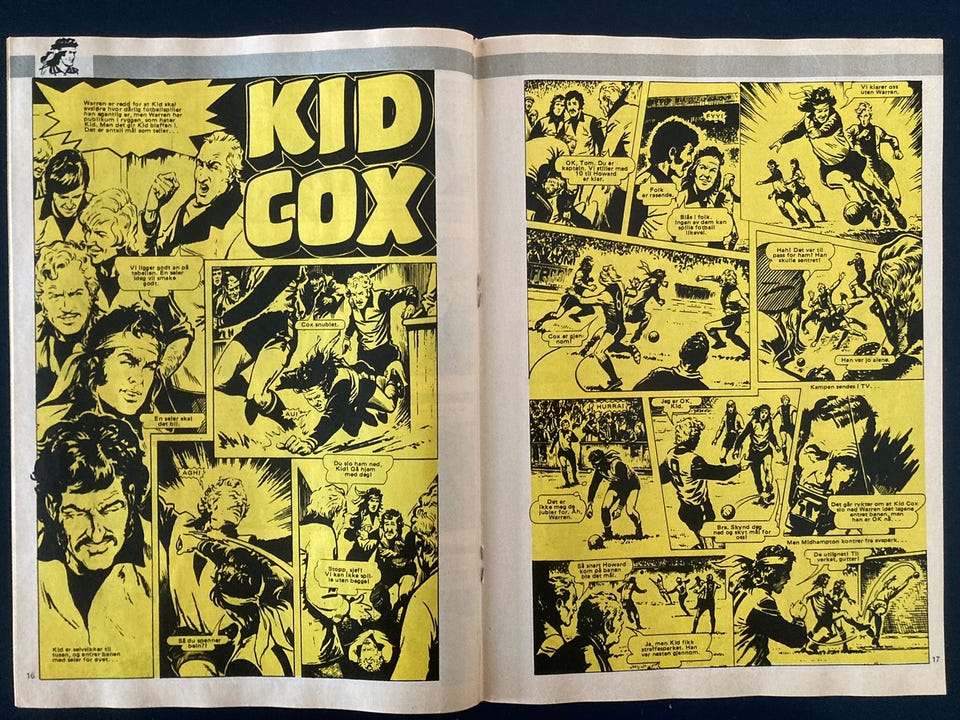 Warren er redd for at Kid skal
avsløre hvor dårlig fotballspiller
han egentlig er, men Warren har
publikum i ryggen, som hater
Kid. Men det gir Kid blaffen i.
Det er antall mål som teller...
KID
COX
Vi ligger godt an på
tabellen. En seier
idag vil smake
godt.
En seier skal
det bli.
Cox snublet.
AU!
Kid er selvsikker til
tusen, og entrer banen
med seier for øyet...
AGH!
Så du spenner
bein?!
Du slo ham ned,
Kid! Gå hjem
med deg!
Stopp, sjef!
Vi kan ikke spil-
le uten begge!
16
OK, Tom. Du er
kaptein. Vi stiller med
10 til Howard
er klar.
Folk
er rasende.
Blås i folk.
Ingen av dem kan
spille fotball
likevel.
Vi klarer oss
uten Warren.
Cox er gjen-
nom!
Hah! Det var til
pass for ham! Han
skulle sentret!
Han var jo alene.
HURRA!
Det er
ikke meg de
jubler for. Åh,
Warren.
Jeg er OK,
Kid.
Bra. Skynd deg
ned og skyt mål for
oss!
Kampen sendes i TV...
Det går rykter om at Kid Cox
slo ned Warren idet lagene
entret banen, men
han er OK nå...
Men Midhampton kontrer fra avspark...
Så snart Howard
kom på banen
ble det mål.
Ja, men Kid fikk
straffesparket. Han
var nesten gjennom.
De utlignet! Til
verket, gutter!
17